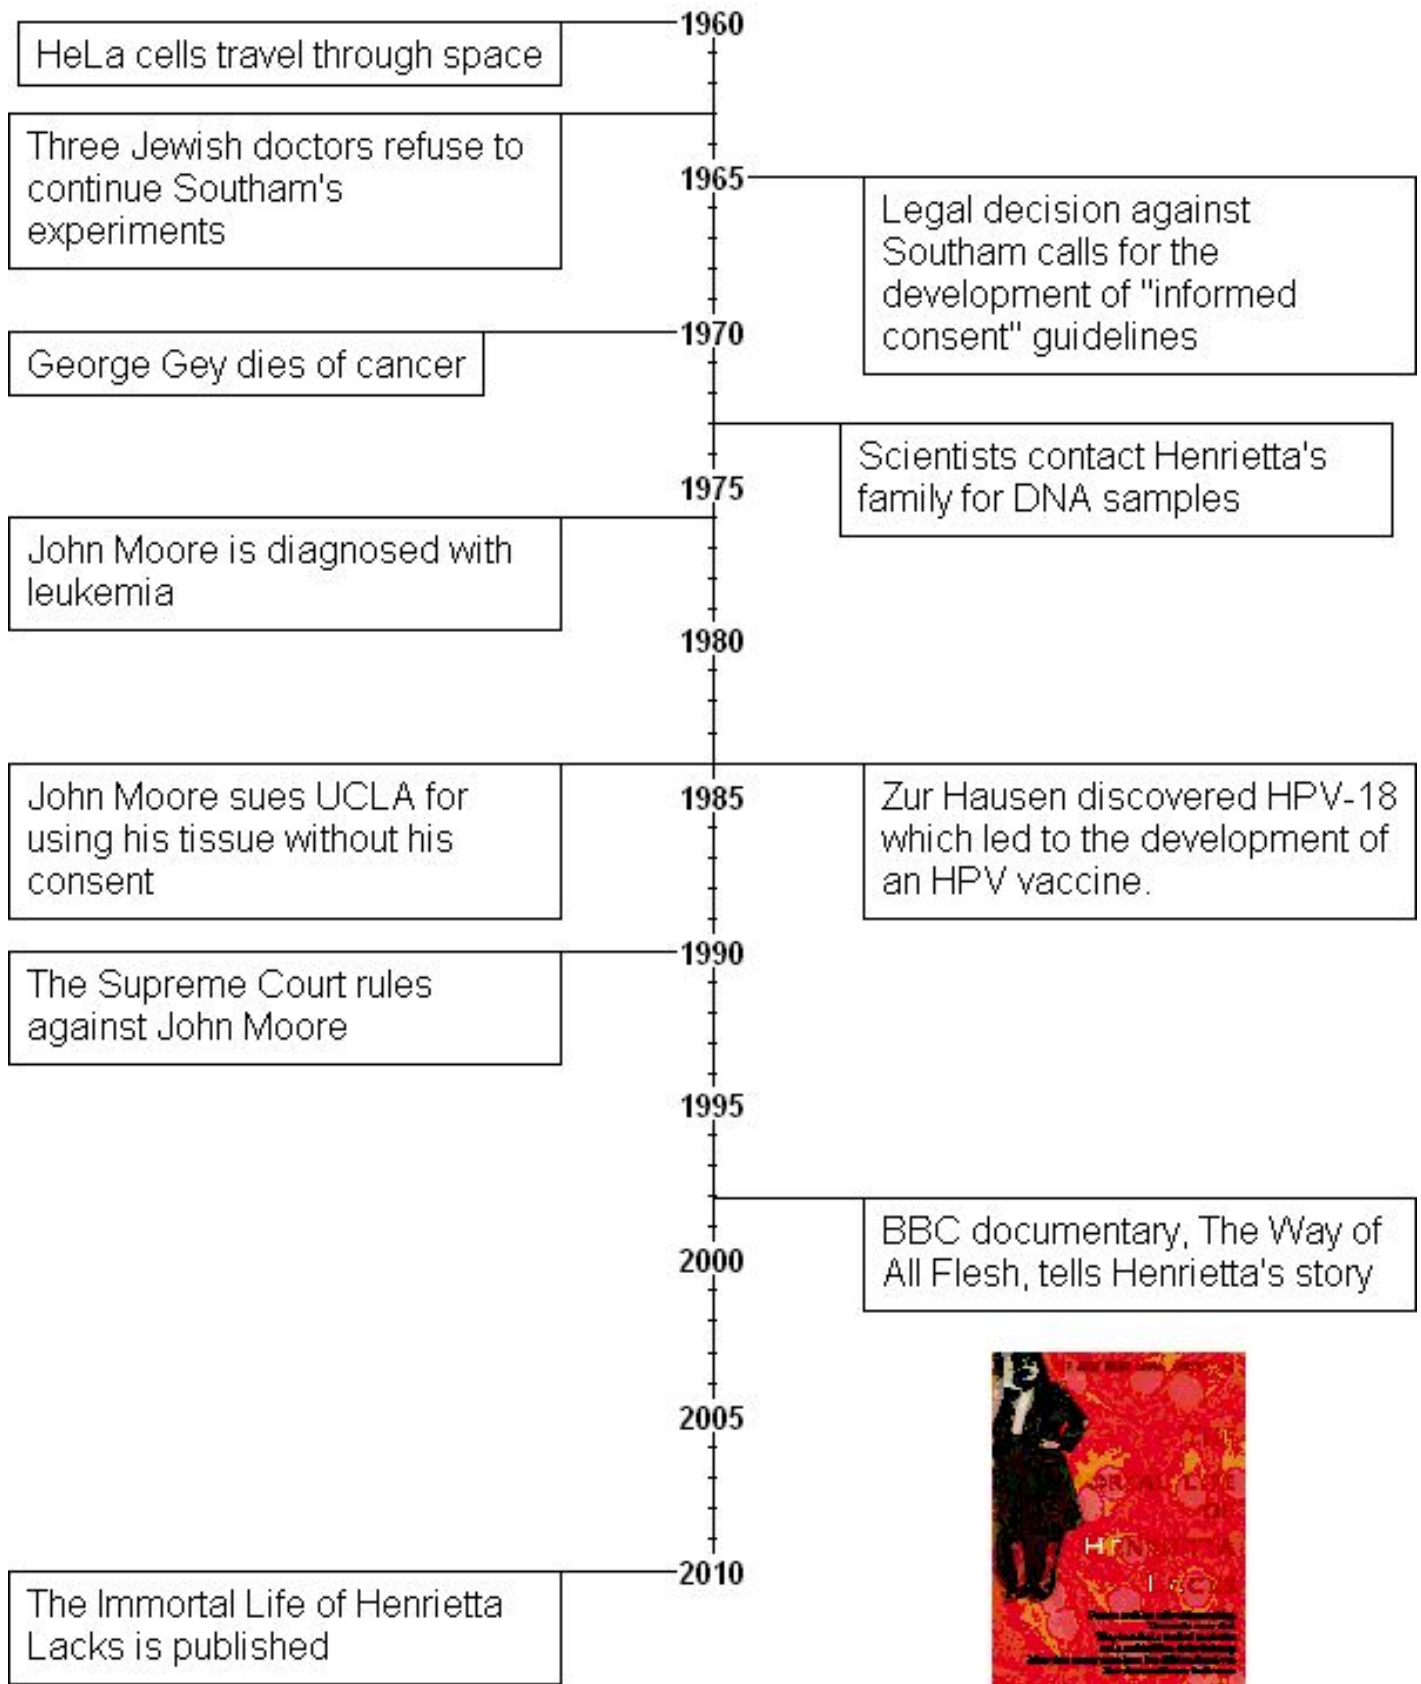 1960
HeLa cells travel through space
Three Jewish doctors refuse to
continue Southam's
experiments
1965
Legal decision against
Southam calls for the
development of "informed
consent" guidelines
1970
George Gey dies of cancer
Scientists contact Henrietta's
family for DNA samples
1975
John Moore is diagnosed with
leukemia
1980
John Moore sues UCLA for
using his tissue without his
consent
1985
Zur Hausen discovered HPV-18
which led to the development of
an HPV vaccine.
1990
The Supreme Court rules
against John Moore
1995
BBC documentary, The Way of
All Flesh, tells Henrietta's story
2000
2005
2010
The Immortal Life of Henrietta
Lacks is published
LIFE
OF